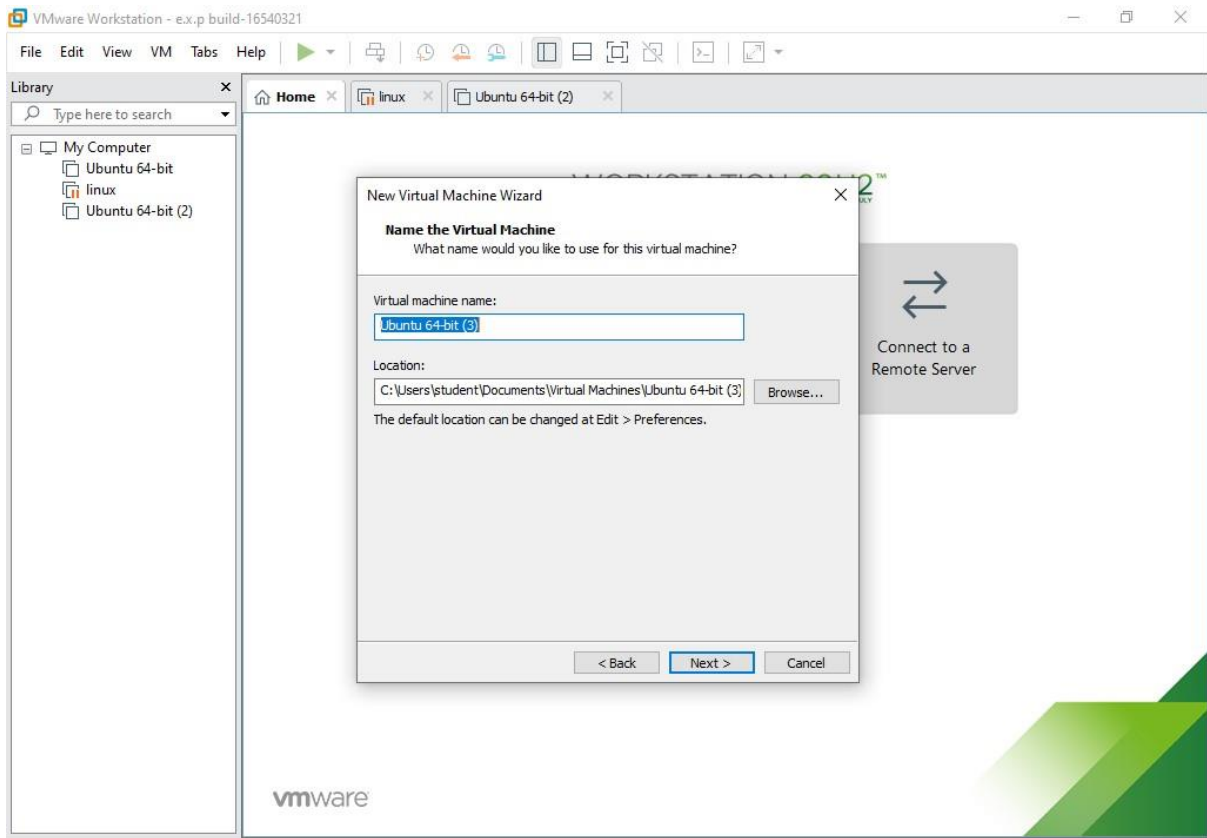 VMware Workstation - e.x.p build-16540321
File Edit View VM Tabs Help
Library
Type here to search
My Computer
Ubuntu 64-bit
linux
Ubuntu 64-bit (2)
Home
linux
Ubuntu 64-bit (2)
New Virtual Machine Wizard
Name the Virtual Machine
What name would you like to use for this virtual machine?
Virtual machine name:
Ubuntu 64-bit (3)
Location:
C:\Users\student\Documents\Virtual Machines\Ubuntu 64-bit (3)
Browse...
The default location can be changed at Edit > Preferences.
< Back
Next >
Cancel
Connect to a
Remote Server
vmware